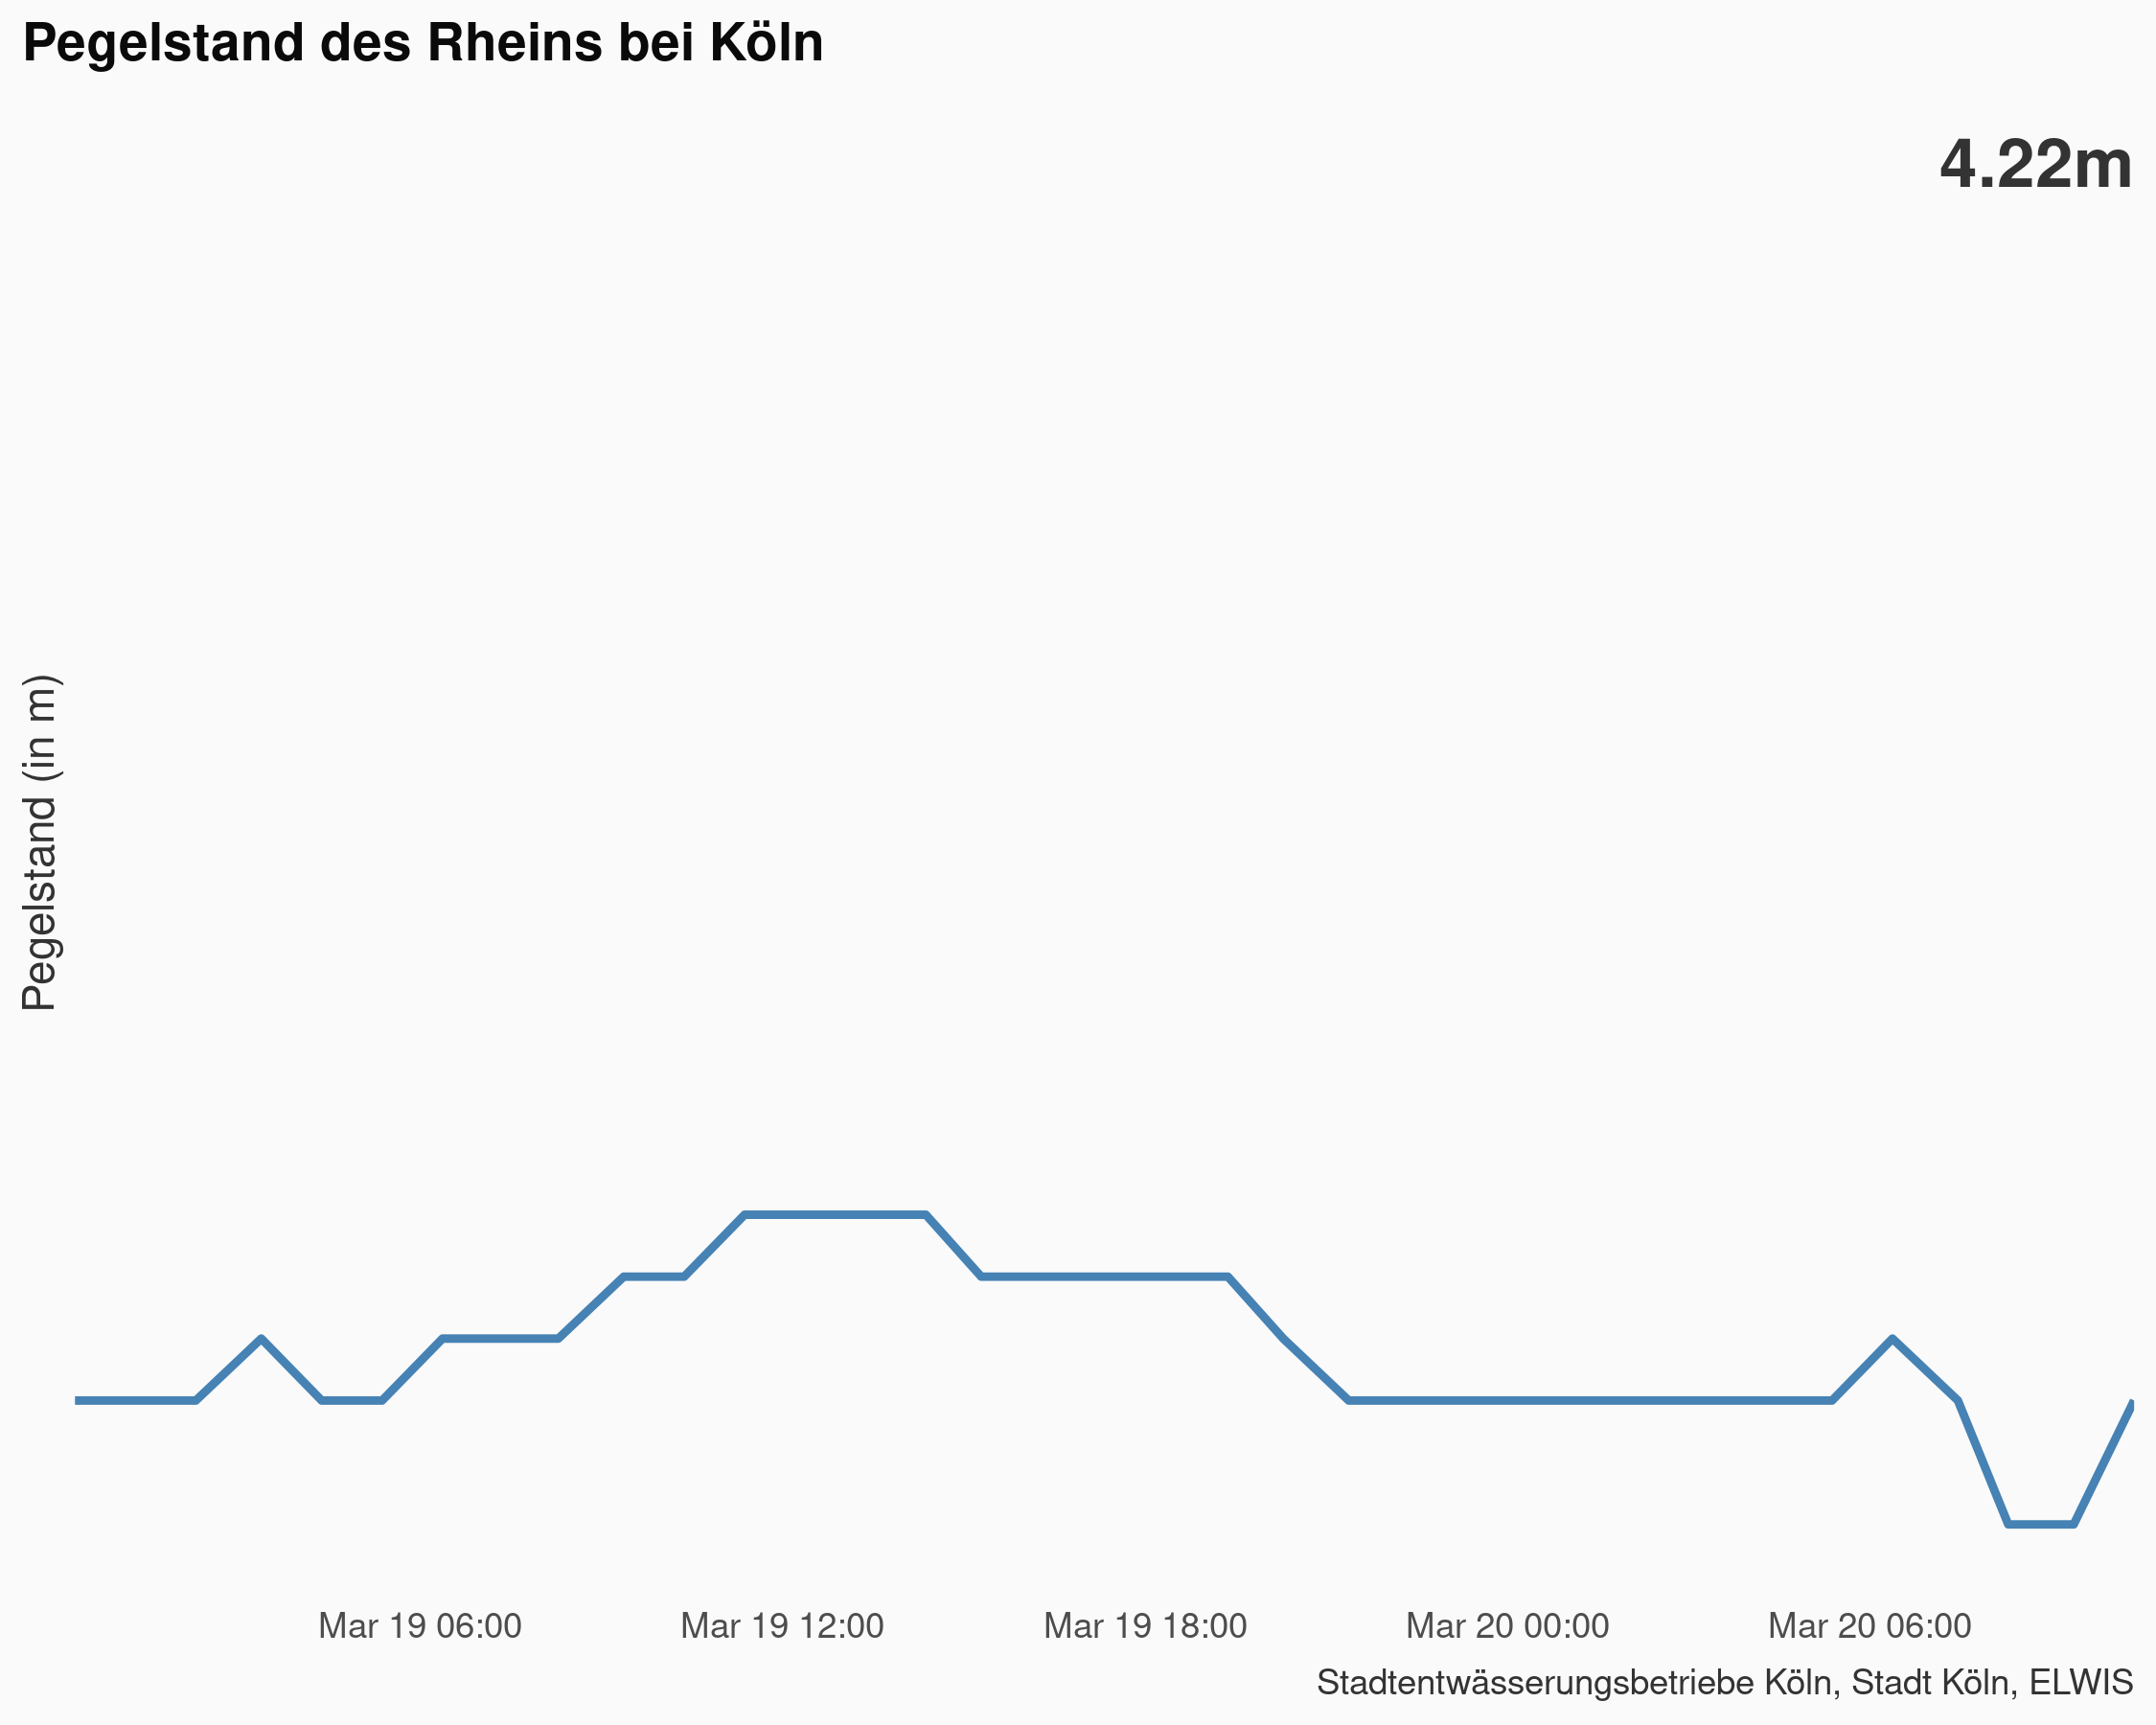 Pegelstand des Rheins bei Köln
4.22m
Pegelstand (in m)
Mar 19 06:00 Mar 19 12:00 Mar 19 18:00 Mar 20 00:00 Mar 20 06:00
Stadtentwässerungsbetriebe Köln, Stadt Köln, ELWIS